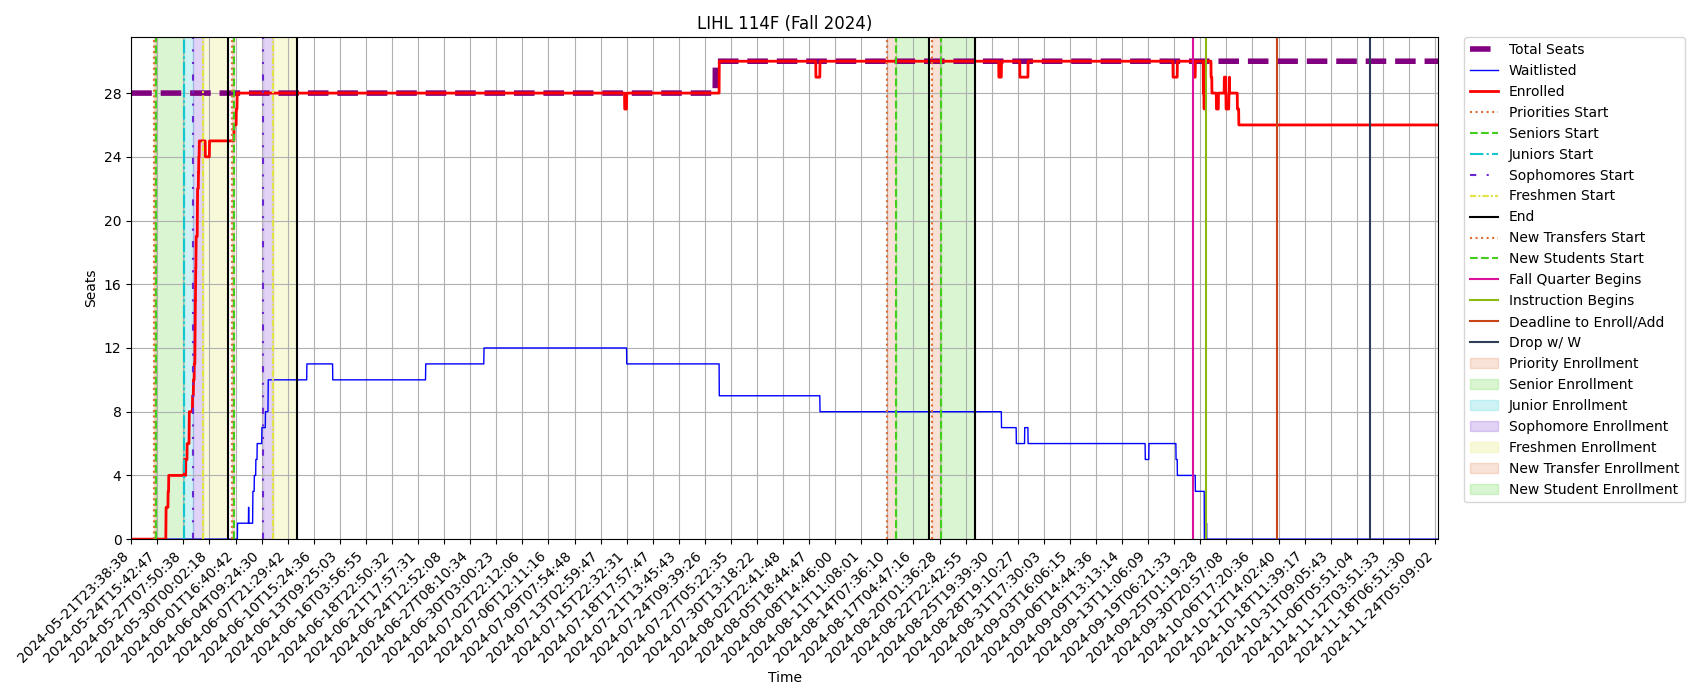 LIHL 114F (Fall 2024)
Seats
28
24
20
16
12
8
4
0
2024-05-21T23:38:38
2024-05-24T15:42:47
2024-05-27T07:50:38
2024-05-30T00:02:18
2024-06-01T16:40:42
2024-06-04T09:24:30
2024-06-07T21:29:42
2024-06-10T15:24:36
2024-06-13T09:25:03
2024-06-16T03:56:55
2024-06-18T22:50:32
2024-06-21T17:57:31
2024-06-24T12:52:08
2024-06-27T08:10:34
2024-06-30T03:00:23
2024-07-02T22:12:06
2024-07-06T12:11:16
2024-07-09T07:54:48
2024-07-13T02:59:47
2024-07-15T22:32:31
2024-07-18T17:57:47
2024-07-21T13:45:43
2024-07-24T09:39:26
2024-07-27T05:22:35
2024-07-30T13:18:22
2024-08-02T22:41:48
2024-08-05T18:44:47
2024-08-11T11:08:01
2024-08-14T07:36:10
2024-08-17T04:47:16
2024-08-20T01:36:28
2024-08-22T22:42:55
2024-08-25T19:39:30
2024-08-28T19:10:27
2024-08-31T17:30:03
2024-09-03T16:06:15
2024-09-06T14:44:36
2024-09-09T13:13:14
2024-09-13T11:06:09
2024-09-19T06:21:33
2024-09-25T01:19:28
2024-09-30T20:57:08
2024-10-06T17:20:36
2024-10-12T14:02:40
2024-10-18T11:39:17
2024-10-31T09:05:43
2024-11-06T05:51:04
2024-11-12T03:51:33
2024-11-18T06:51:30
2024-11-24T05:09:02
Time
Total Seats
Waitlisted
Enrolled
Priorities Start
Seniors Start
Juniors Start
Sophomores Start
Freshmen Start
End
New Transfers Start
New Students Start
Fall Quarter Begins
Instruction Begins
Deadline to Enroll/Add
Drop w/ W
Priority Enrollment
Senior Enrollment
Junior Enrollment
Sophomore Enrollment
Freshmen Enrollment
New Transfer Enrollment
New Student Enrollment